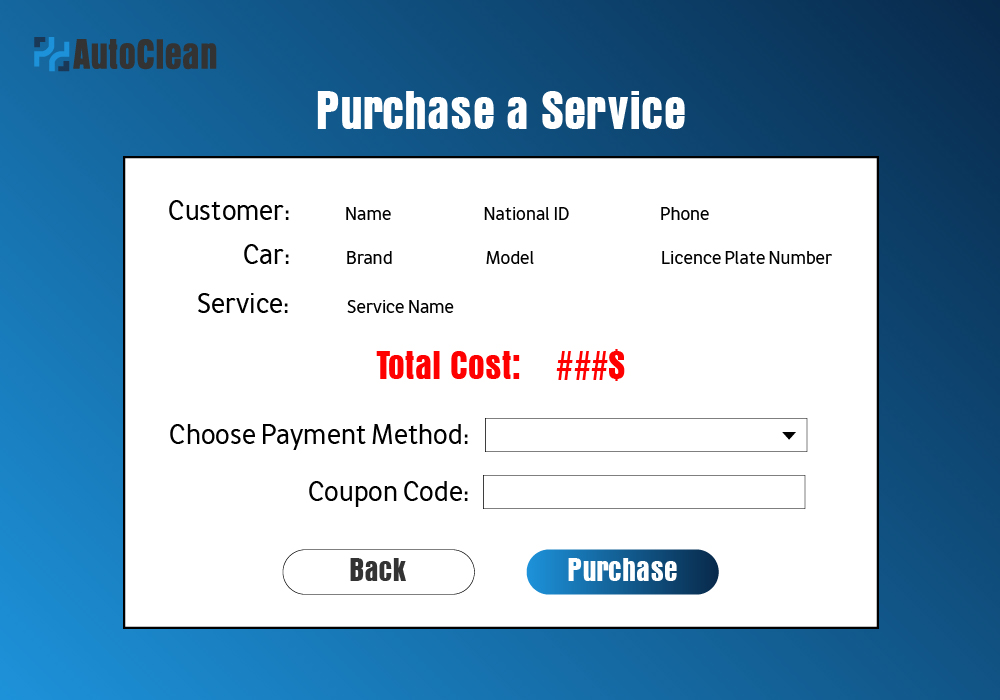 AutoClean
Purchase a Service
Customer: Name National ID Phone
Car: Brand Model Licence Plate Number
Service: Service Name
Total Cost: ###$
Choose Payment Method:
Coupon Code:
Back Purchase